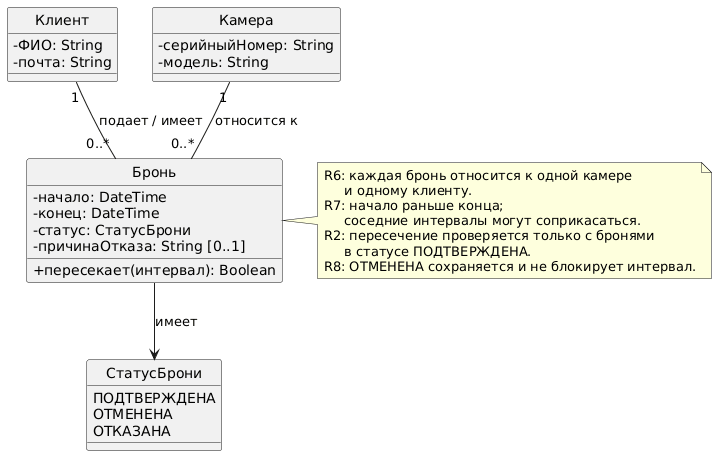 Клиент
-ФИО: String
-почта: String
Камера
-серийныйНомер: String
-модель: String
1
1
подает / имеет
относится к
0..*
0..*
Бронь
-начало: DateTime
-конец: DateTime
-статус: СтатусБрони
-причинаОтказа: String [0..1]
+пересекает(интервал): Boolean
R6: каждая бронь относится к одной камере
и одному клиенту.
R7: начало раньше конца;
соседние интервалы могут соприкасаться.
R2: пересечение проверяется только с бронями
в статусе ПОДТВЕРЖДЕНА.
R8: ОТМЕНЕНА сохраняется и не блокирует интервал.
имеет
СтатусБрони
ПОДТВЕРЖДЕНА
ОТМЕНЕНА
ОТКАЗАНА